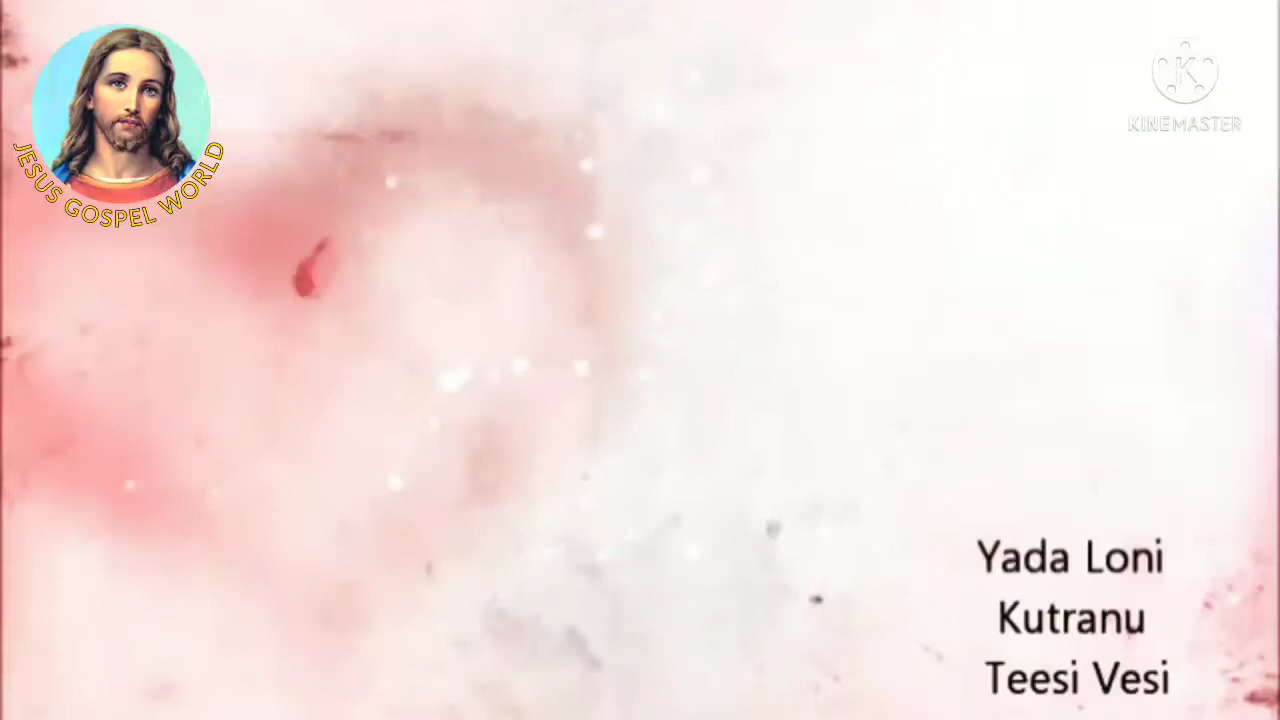 JESUS GOSPEL WORLD
KINEMASTER
Yada Loni
Kutranu
Teesi Vesi